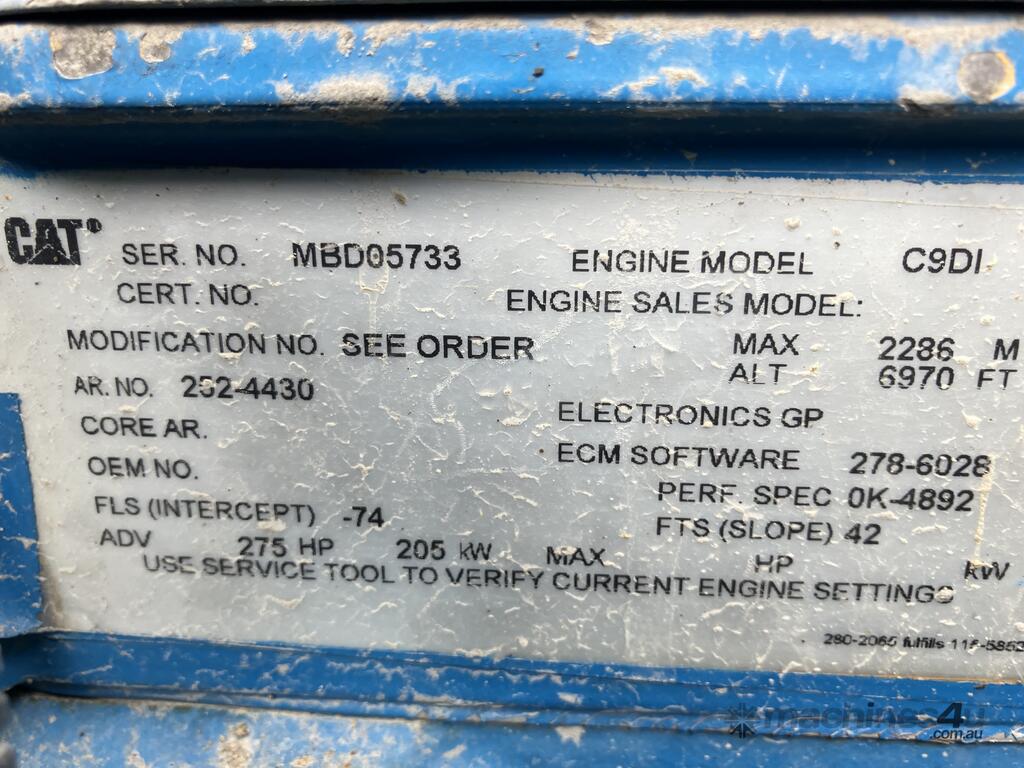 CAT® SER. NO. MBD05733 ENGINE MODEL C9DI
CERT. NO. ENGINE SALES MODEL:
MODIFICATION NO. SEE ORDER MAX 2286 M
ALT 6970 FT
AR. NO. 252-4430
CORE AR. ELECTRONICS GP
OEM NO. ECM SOFTWARE 278-6028
PERF. SPEC 0K-4892
FLS (INTERCEPT) -74 FTS (SLOPE) 42
ADV 275 HP 205 kW MAX HP kW
USE SERVICE TOOL TO VERIFY CURRENT ENGINE SETTINGS
280-2065 fulfills
machines4u
.com.au